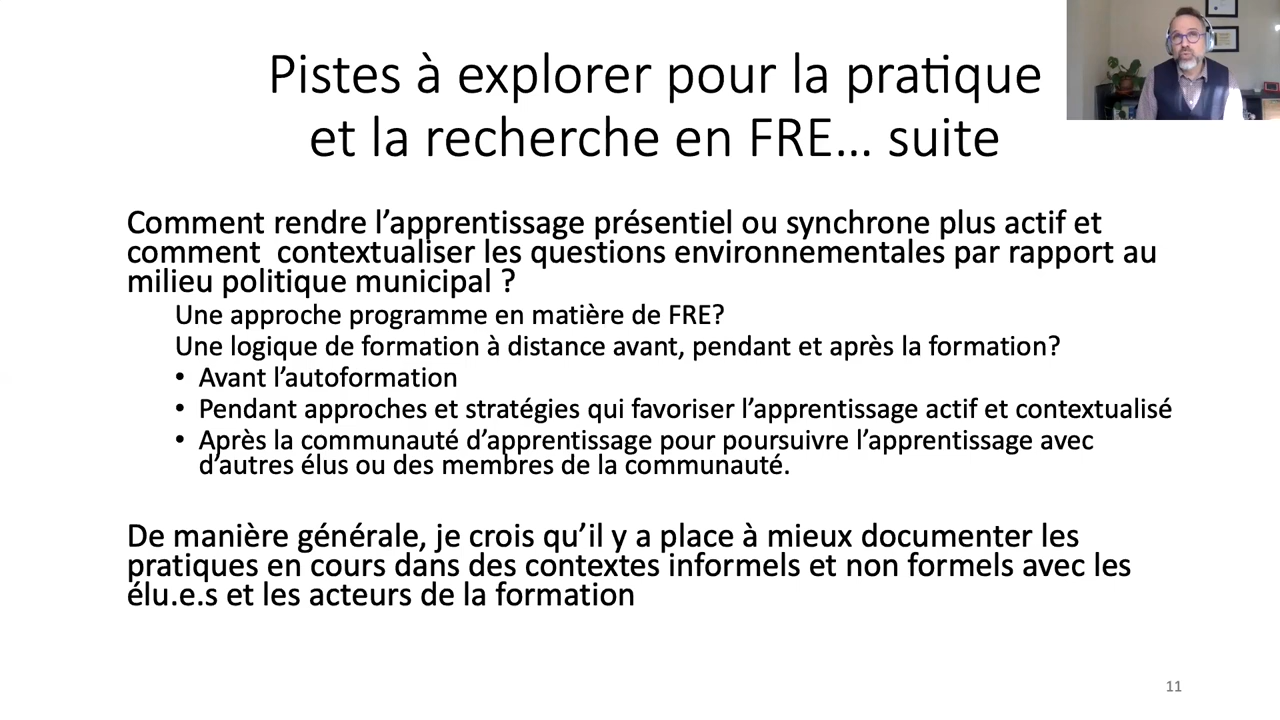 Pistes à explorer pour la pratique
et la recherche en FRE… suite
Comment rendre l’apprentissage présentiel ou synchrone plus actif et
comment  contextualiser les questions environnementales par rapport au
milieu politique municipal ?
Une approche programme en matière de FRE?
Une logique de formation à distance avant, pendant et après la formation?
• Avant l’autoformation
• Pendant approches et stratégies qui favoriser l’apprentissage actif et contextualisé
• Après la communauté d’apprentissage pour poursuivre l’apprentissage avec
d’autres élus ou des membres de la communauté.
De manière générale, je crois qu’il y a place à mieux documenter les
pratiques en cours dans des contextes informels et non formels avec les
élu.e.s et les acteurs de la formation
11